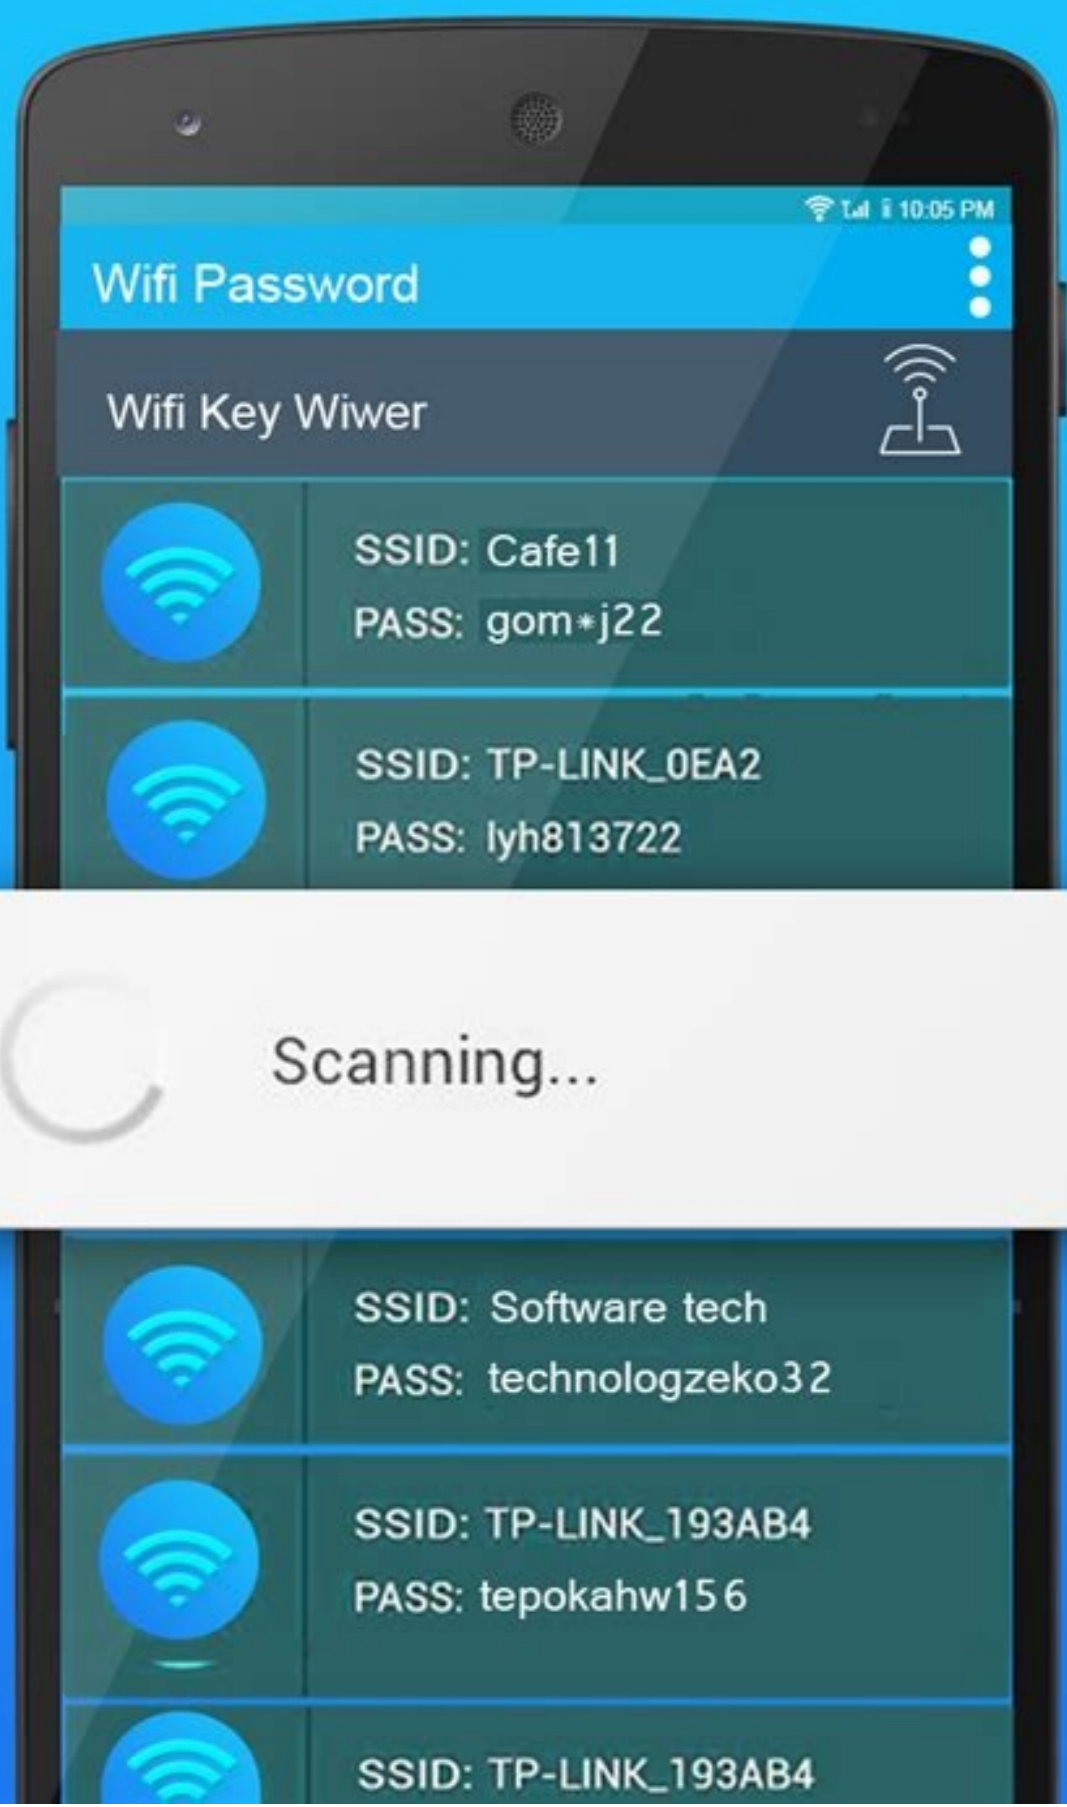 10:05 PM
Wifi Password
Wifi Key Wiwer
SSID: Cafe11
PASS: gom*j22
SSID: TP-LINK_0EA2
PASS: lyh813722
Scanning...
SSID: Software tech
PASS: technologzeko32
SSID: TP-LINK_193AB4
PASS: tepokahw156
SSID: TP-LINK_193AB4